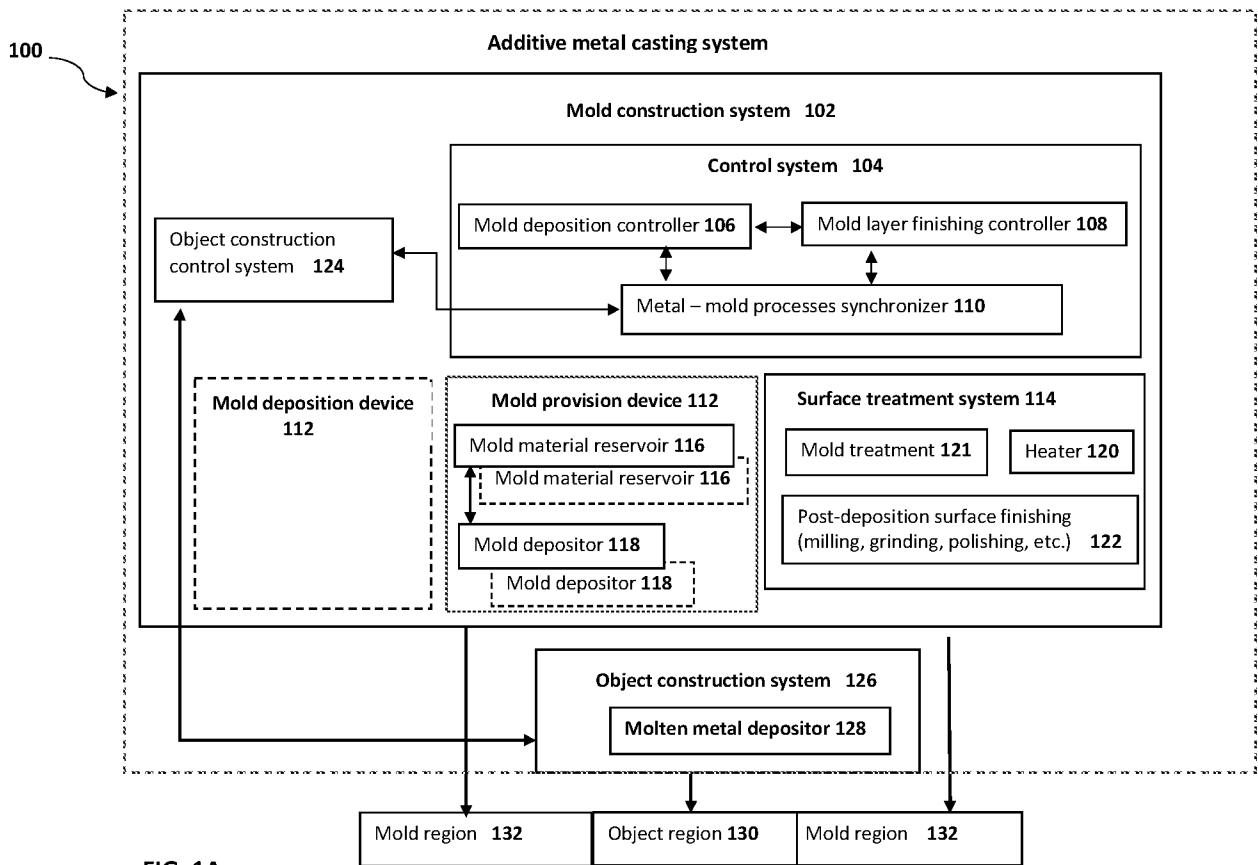 Additive metal casting system
100
Mold construction system 102
Control system 104
Mold deposition controller 106
Mold layer finishing controller 108
Object construction
control system 124
Metal – mold processes synchronizer 110
Mold deposition device
112
Mold provision device 112
Mold material reservoir 116
Mold material reservoir 116
Mold depositor 118
Mold depositor 118
Surface treatment system 114
Mold treatment 121
Heater 120
Post-deposition surface finishing
(milling, grinding, polishing, etc.) 122
Object construction system 126
Molten metal depositor 128
Mold region 132
Object region 130
Mold region 132
FIG. 1A